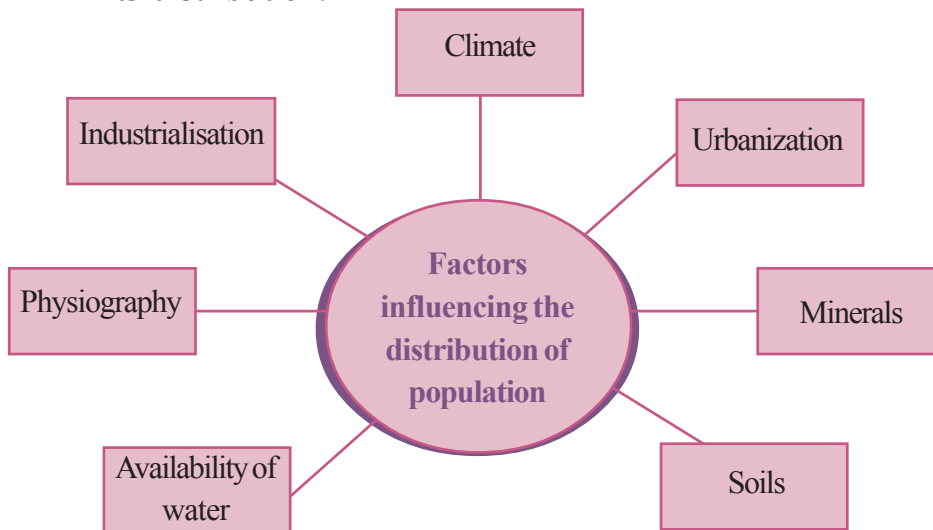 Climate
Industrialisation
Urbanization
Factors
influencing the
distribution of
population
Physiography
Minerals
Availability of
water
Soils